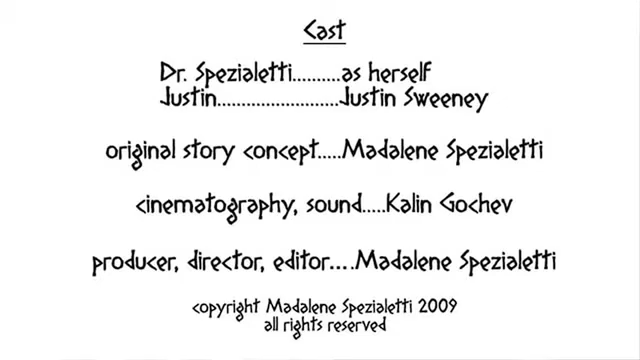 Cast
Dr. Spezialetti..........as herself
Justin.........................Justin Sweeney
original story concept.....Madalene Spezialetti
cinematography, sound.....Kalin Gochev
producer, director, editor.....Madalene Spezialetti
copyright Madalene Spezialetti 2009
all rights reserved